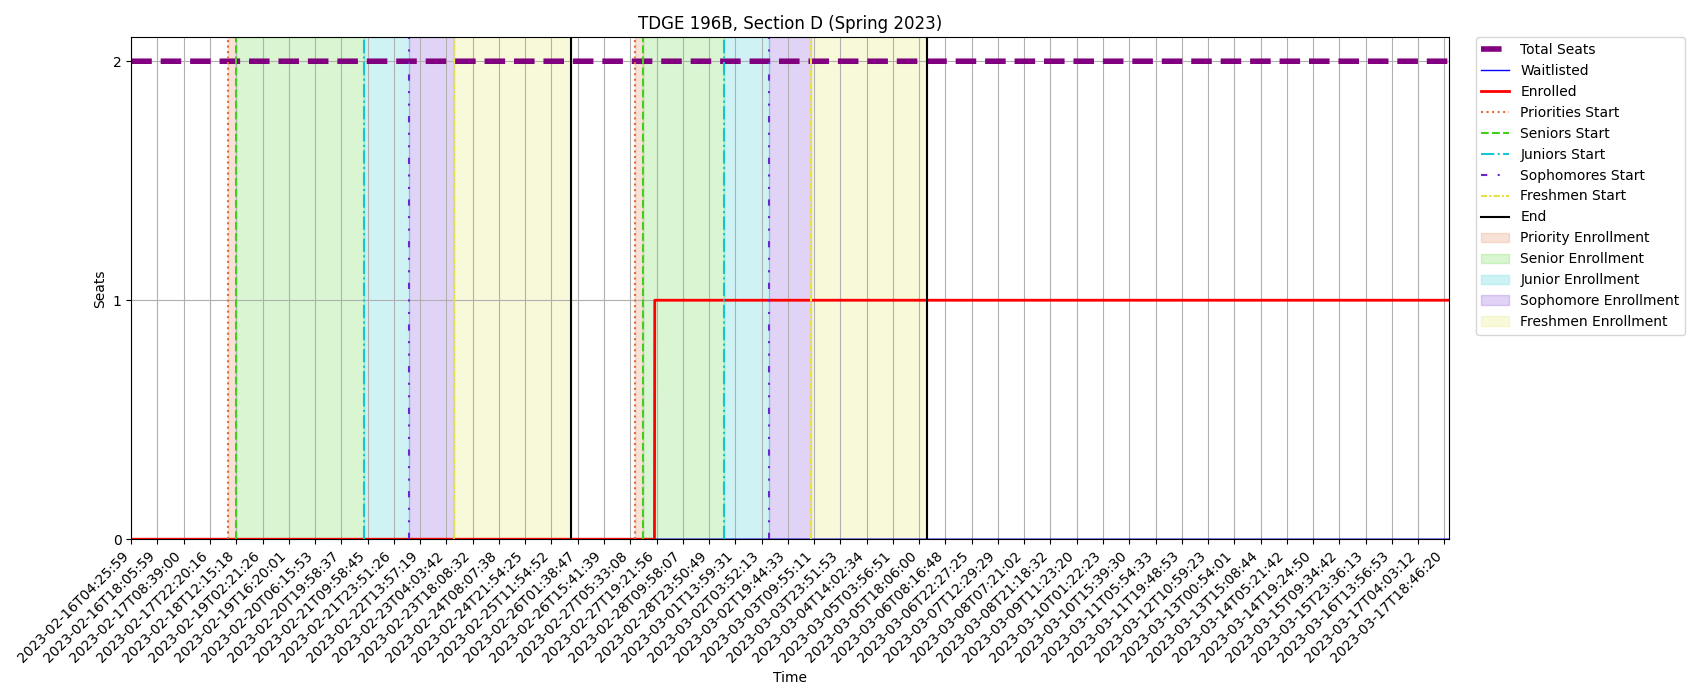 TDGE 196B, Section D (Spring 2023)
Seats
2
1
0
2023-02-16T04:25:59
2023-02-16T18:05:59
2023-02-17T08:39:00
2023-02-17T22:20:16
2023-02-18T12:15:18
2023-02-19T02:21:26
2023-02-19T16:20:01
2023-02-20T06:15:53
2023-02-20T19:58:37
2023-02-21T09:58:45
2023-02-21T23:51:26
2023-02-22T13:57:19
2023-02-23T04:03:42
2023-02-23T18:08:32
2023-02-24T08:07:38
2023-02-24T21:54:25
2023-02-25T11:54:52
2023-02-26T01:38:47
2023-02-26T15:41:39
2023-02-27T05:33:08
2023-02-27T19:21:56
2023-02-28T09:58:07
2023-02-28T23:50:49
2023-03-01T13:59:31
2023-03-02T03:52:13
2023-03-02T19:44:33
2023-03-03T09:55:11
2023-03-03T23:51:53
2023-03-04T14:02:34
2023-03-05T03:56:51
2023-03-05T18:06:00
2023-03-06T08:16:48
2023-03-06T22:27:25
2023-03-07T12:29:29
2023-03-08T07:21:02
2023-03-08T21:18:32
2023-03-09T11:23:20
2023-03-10T01:22:23
2023-03-10T15:39:30
2023-03-11T05:54:33
2023-03-11T19:48:53
2023-03-12T10:59:23
2023-03-13T00:54:01
2023-03-13T15:08:44
2023-03-14T05:21:42
2023-03-14T19:24:50
2023-03-15T09:34:42
2023-03-15T23:36:13
2023-03-16T13:56:53
2023-03-17T04:03:12
2023-03-17T18:46:20
Time
Total Seats
Waitlisted
Enrolled
Priorities Start
Seniors Start
Juniors Start
Sophomores Start
Freshmen Start
End
Priority Enrollment
Senior Enrollment
Junior Enrollment
Sophomore Enrollment
Freshmen Enrollment